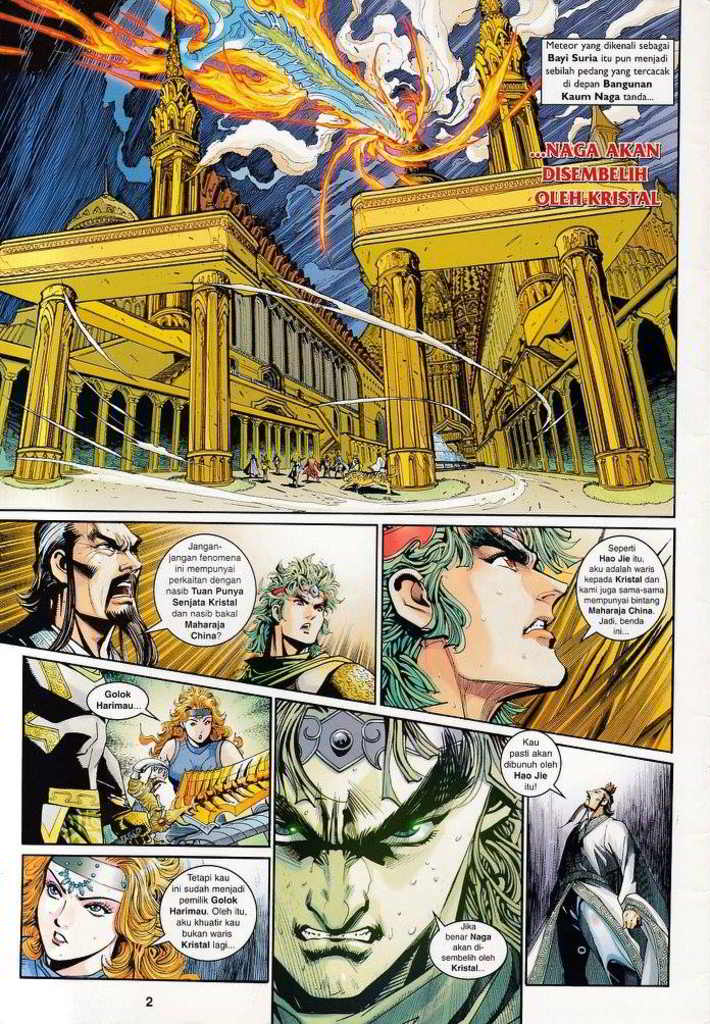 Meteor yang dikenali sebagai
Bayi Suria itu pun menjadi
sebilah pedang yang tercacak
di depan Bangunan
Kaum Naga tanda...
...NAGA AKAN
DISEMBELIH
OLEH KRISTAL
Jangan-
jangan fenomena
ini mempunyai
perkaitan dengan
nasib Tuan Punya
Senjata Kristal
dan nasib bakal
Maharaja
China?
Seperti
Hao Jie itu,
aku adalah waris
kepada Kristal dan
kami juga sama-sama
mempunyai bintang
Maharaja China.
Jadi, benda
ini...
Golok
Harimau...
Tetapi kau
ini sudah menjadi
pemilik Golok
Harimau. Oleh itu,
aku khuatir kau
bukan waris
Kristal lagi...
Jika
benar Naga
akan di-
sembelih oleh
Kristal...
Kau
pasti akan
dibunuh oleh
Hao Jie
itu!
2